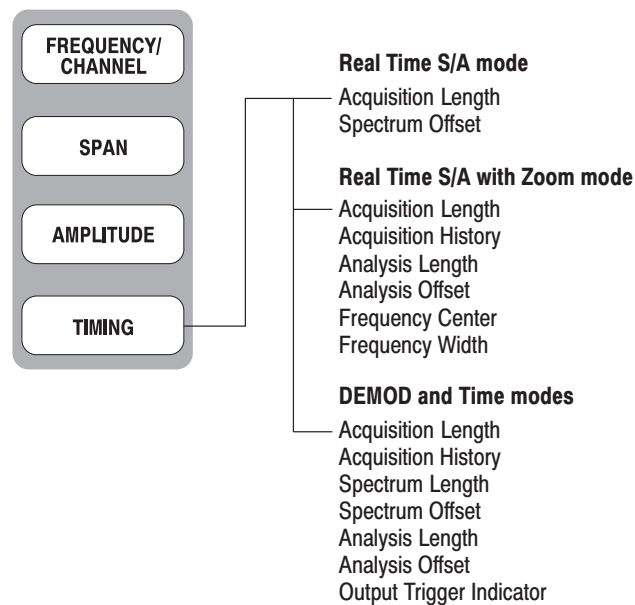 FREQUENCY/
CHANNEL
SPAN
AMPLITUDE
TIMING
Real Time S/A mode
Acquisition Length
Spectrum Offset
Real Time S/A with Zoom mode
Acquisition Length
Acquisition History
Analysis Length
Analysis Offset
Frequency Center
Frequency Width
DEMOD and Time modes
Acquisition Length
Acquisition History
Spectrum Length
Spectrum Offset
Analysis Length
Analysis Offset
Output Trigger Indicator